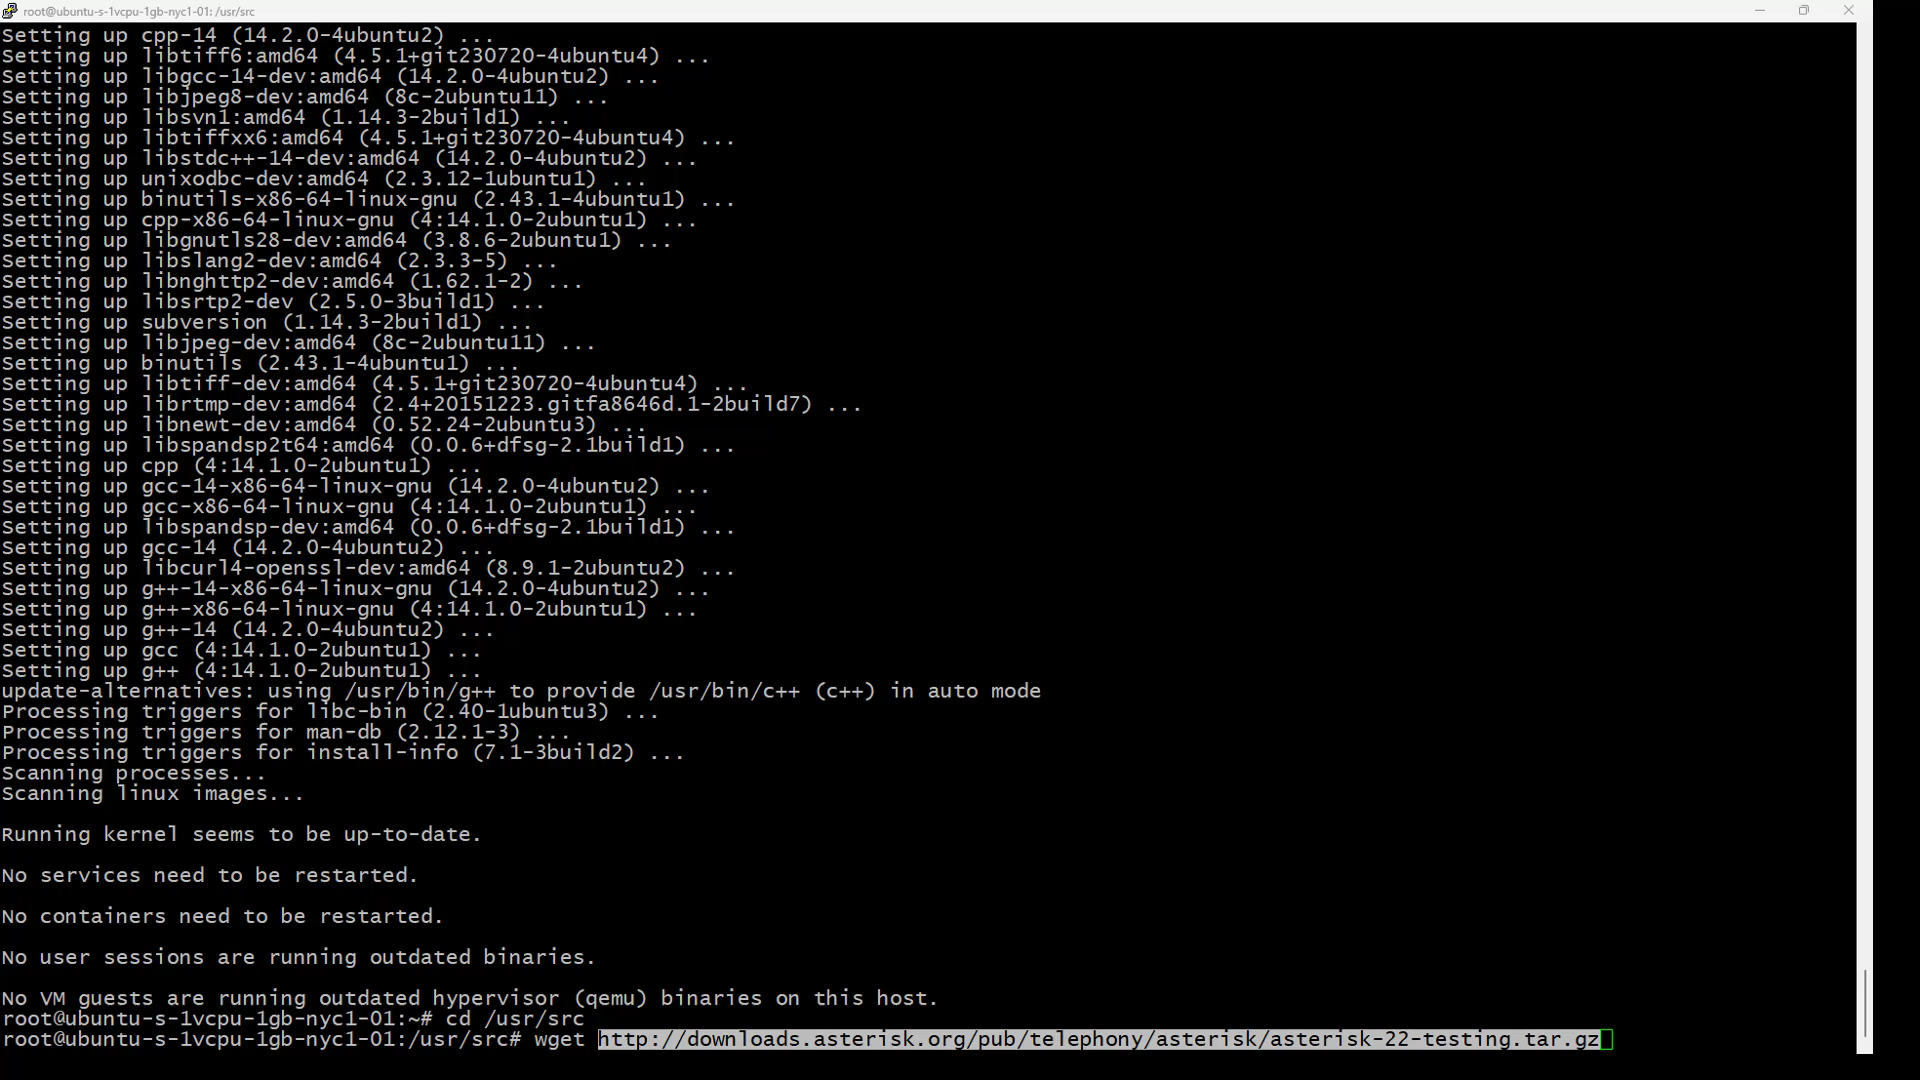 root@ubuntu-s-1vcpu-1gb-nyc1-01: /usr/src
Setting up cpp-14 (14.2.0-4ubuntu2) ...
Setting up libtiff6:amd64 (4.5.1+git230720-4ubuntu4) ...
Setting up libgcc-14-dev:amd64 (14.2.0-4ubuntu2) ...
Setting up libjpeg8-dev:amd64 (8c-2ubuntu11) ...
Setting up libsvn1:amd64 (1.14.3-2build1) ...
Setting up libtiffxx6:amd64 (4.5.1+git230720-4ubuntu4) ...
Setting up libstdc++-14-dev:amd64 (14.2.0-4ubuntu2) ...
Setting up unixodbc-dev:amd64 (2.3.12-1ubuntu1) ...
Setting up binutils-x86-64-linux-gnu (2.43.1-4ubuntu1) ...
Setting up cpp-x86-64-linux-gnu (4:14.1.0-2ubuntu1) ...
Setting up libgnutls28-dev:amd64 (3.8.6-2ubuntu1) ...
Setting up libslang2-dev:amd64 (2.3.3-5) ...
Setting up libnghttp2-dev:amd64 (1.62.1-2) ...
Setting up libsrtp2-dev (2.5.0-3build1) ...
Setting up subversion (1.14.3-2build1) ...
Setting up libjpeg-dev:amd64 (8c-2ubuntu11) ...
Setting up binutils (2.43.1-4ubuntu1) ...
Setting up libtiff-dev:amd64 (4.5.1+git230720-4ubuntu4) ...
Setting up librtmp-dev:amd64 (2.4+20151223.gitfa8646d.1-2build7) ...
Setting up libnewt-dev:amd64 (0.52.24-2ubuntu3) ...
Setting up libspandsp2t64:amd64 (0.0.6+dfsg-2.1build1) ...
Setting up cpp (4:14.1.0-2ubuntu1) ...
Setting up gcc-14-x86-64-linux-gnu (14.2.0-4ubuntu2) ...
Setting up gcc-x86-64-linux-gnu (4:14.1.0-2ubuntu1) ...
Setting up libspandsp-dev:amd64 (0.0.6+dfsg-2.1build1) ...
Setting up gcc-14 (14.2.0-4ubuntu2) ...
Setting up libcurl4-openssl-dev:amd64 (8.9.1-2ubuntu2) ...
Setting up g++-14-x86-64-linux-gnu (14.2.0-4ubuntu2) ...
Setting up g++-x86-64-linux-gnu (4:14.1.0-2ubuntu1) ...
Setting up g++-14 (14.2.0-4ubuntu2) ...
Setting up gcc (4:14.1.0-2ubuntu1) ...
Setting up g++ (4:14.1.0-2ubuntu1) ...
update-alternatives: using /usr/bin/g++ to provide /usr/bin/c++ (c++) in auto mode
Processing triggers for libc-bin (2.40-1ubuntu3) ...
Processing triggers for man-db (2.12.1-3) ...
Processing triggers for install-info (7.1-3build2) ...
Scanning processes...
Scanning linux images...
Running kernel seems to be up-to-date.
No services need to be restarted.
No containers need to be restarted.
No user sessions are running outdated binaries.
No VM guests are running outdated hypervisor (qemu) binaries on this host.
root@ubuntu-s-1vcpu-1gb-nyc1-01:~# cd /usr/src
root@ubuntu-s-1vcpu-1gb-nyc1-01:/usr/src# wget http://downloads.asterisk.org/pub/telephony/asterisk/asterisk-22-testing.tar.gz